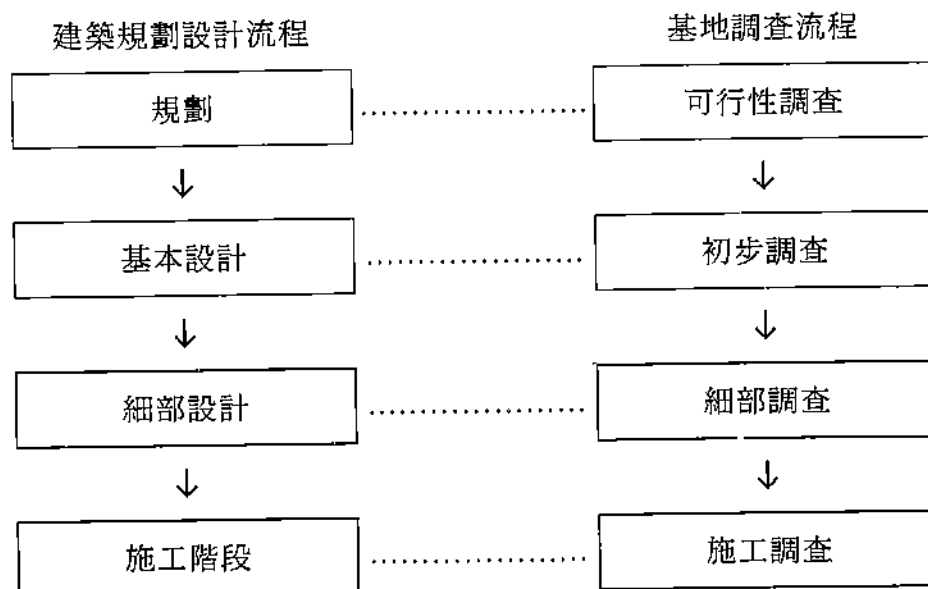 建築規劃設計流程
基地調查流程
規劃
可行性調查
基本設計
初步調查
細部設計
細部調查
施工階段
施工調查